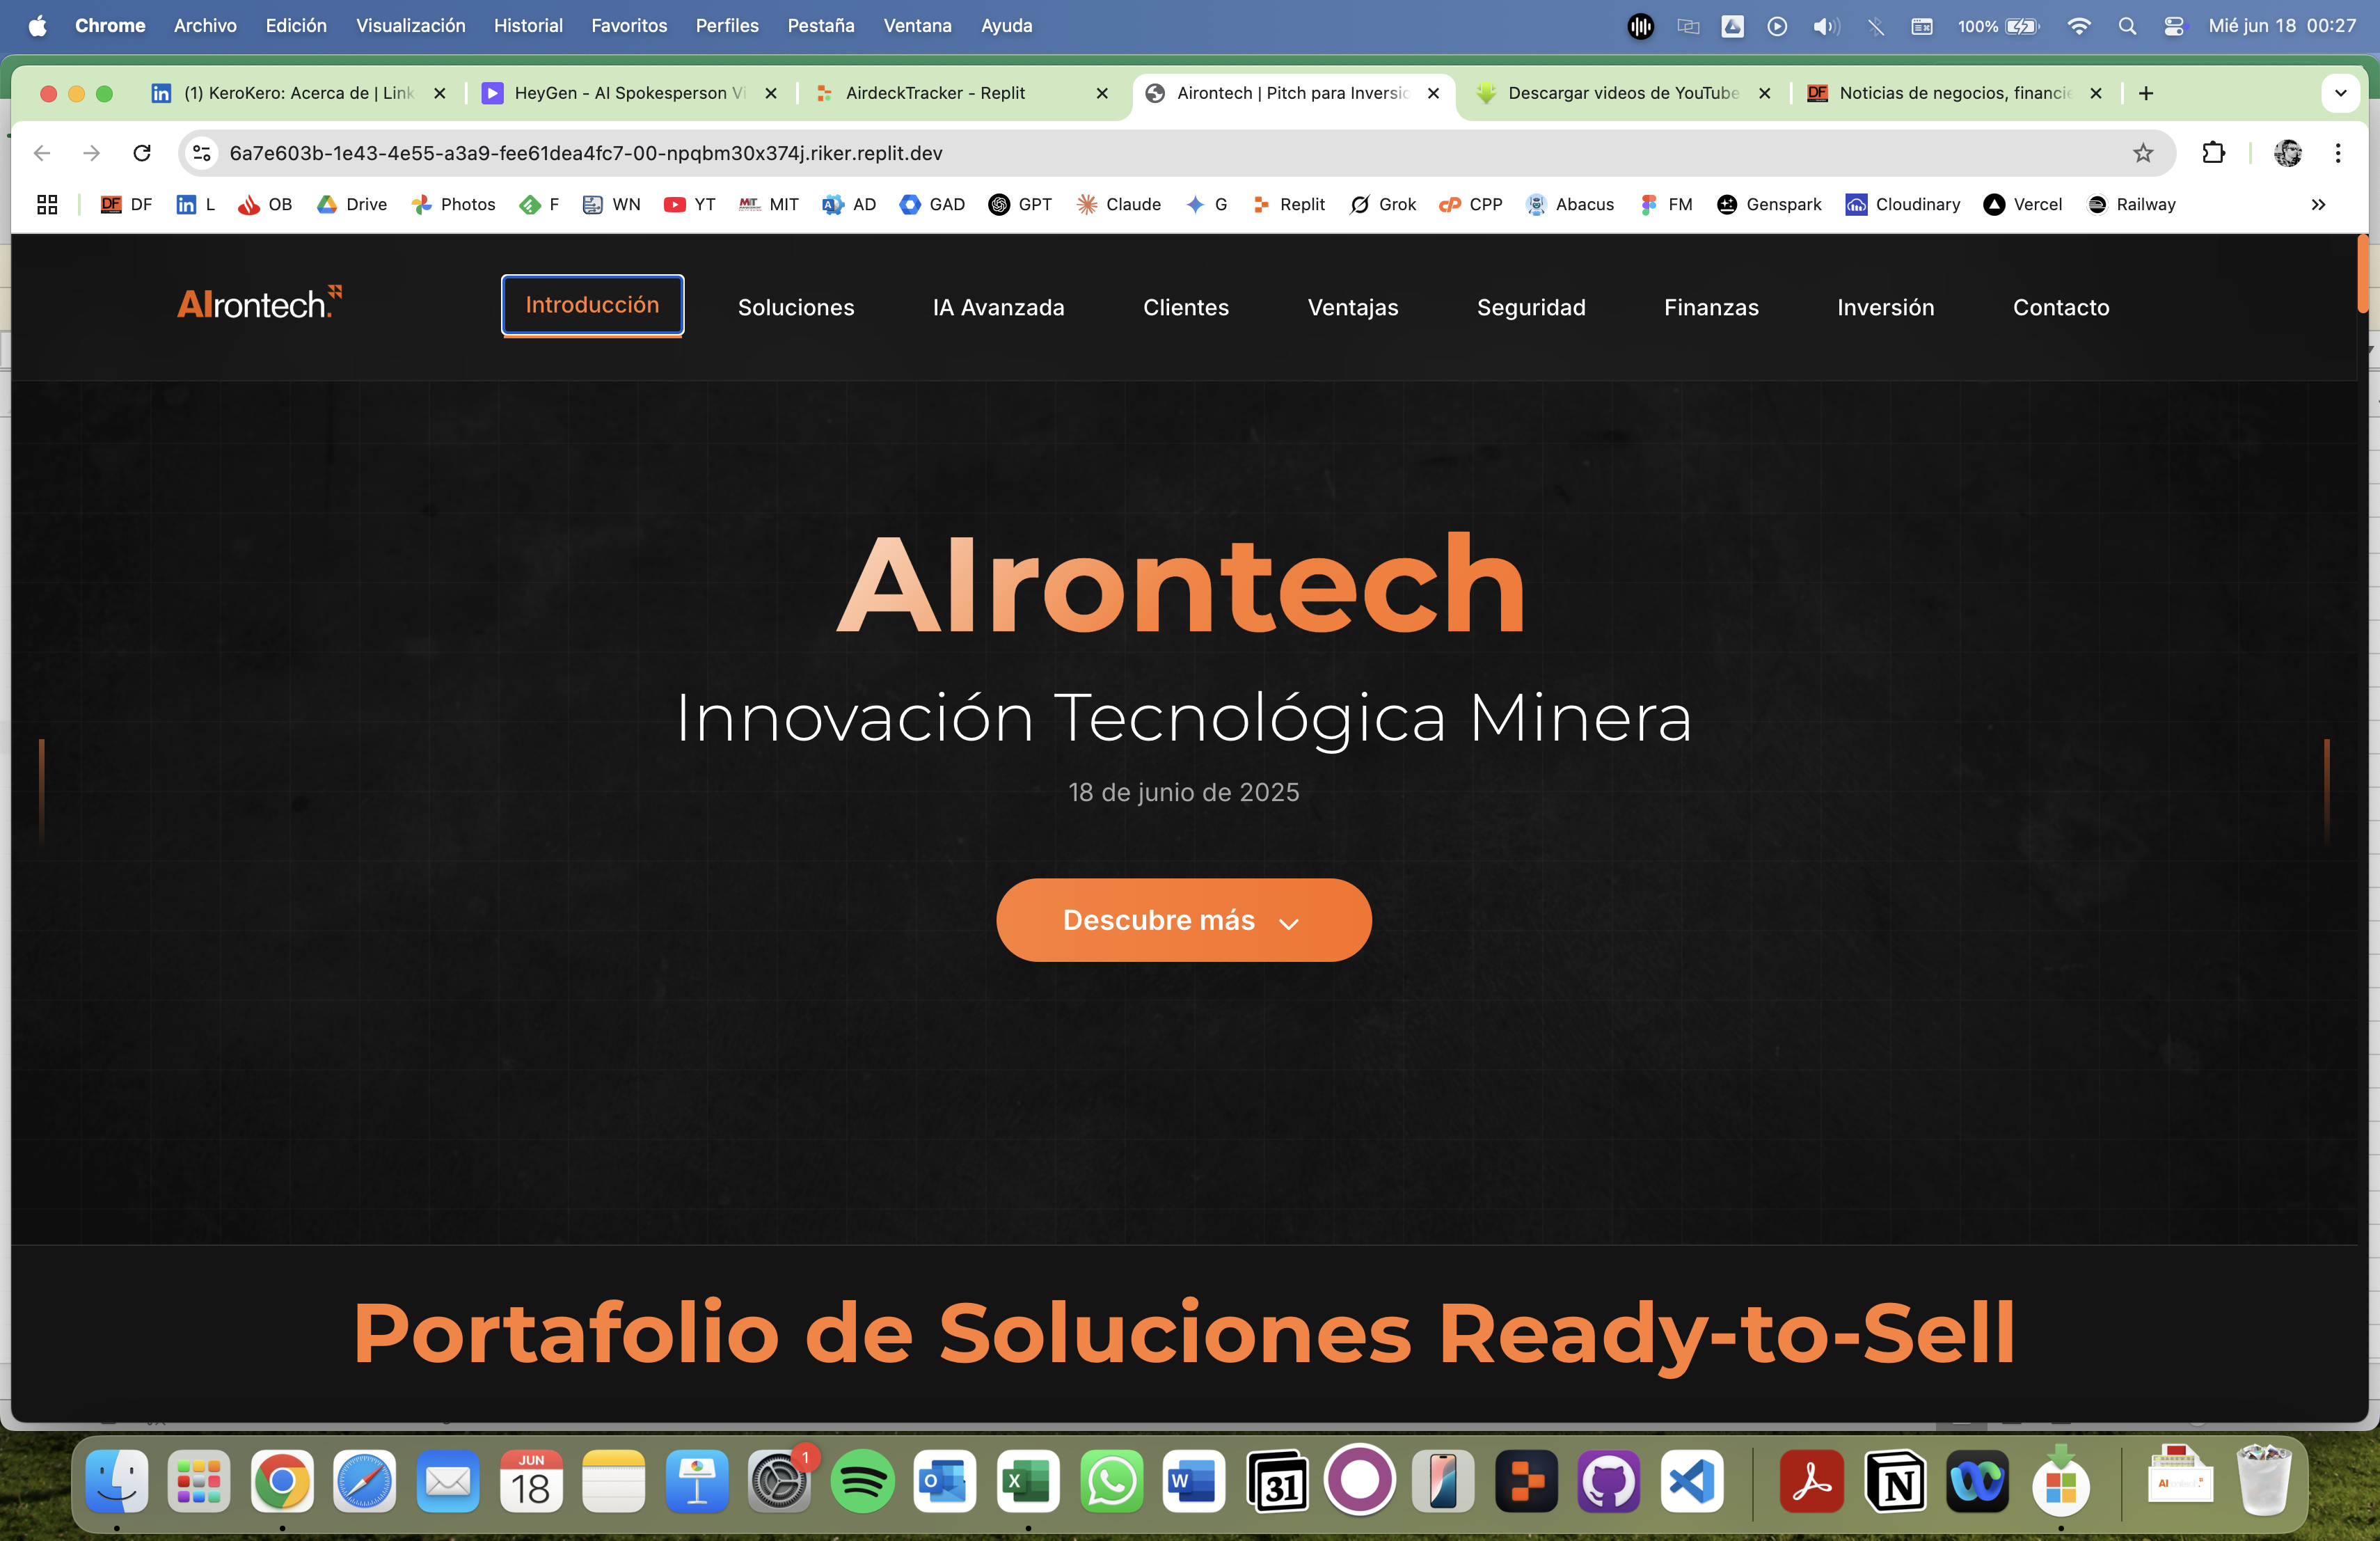 Chrome Archivo Edición Visualización Historial Favoritos Perfiles Pestaña Ventana Ayuda 100% Mié jun 18 00:27
(1) KeroKero: Acerca de | Link HeyGen - AI Spokesperson Vi AirdeckTracker - Replit Airontech | Pitch para Inversio Descargar videos de YouTube Noticias de negocios, financie
6a7e603b-1e43-4e55-a3a9-fee61dea4fc7-00-npqbm30x374j.riker.replit.dev
DF L OB Drive Photos F WN YT MIT AD GAD GPT Claude G Replit Grok CPP Abacus FM Genspark Cloudinary Vercel Railway
AIrontech. Introducción Soluciones IA Avanzada Clientes Ventajas Seguridad Finanzas Inversión Contacto
AIrontech
Innovación Tecnológica Minera
18 de junio de 2025
Descubre más
Portafolio de Soluciones Ready-to-Sell
JUN 1
18 31